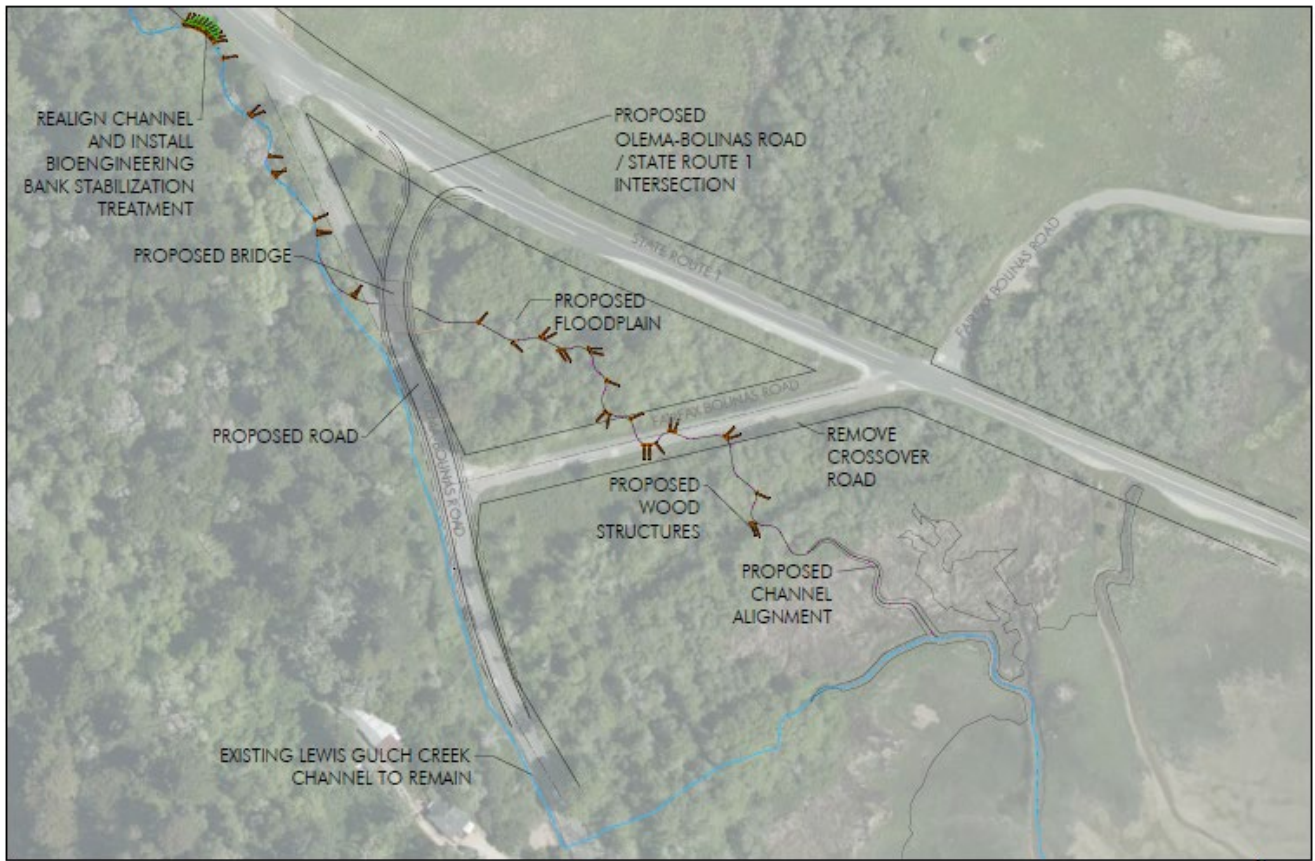 REALIGN CHANNEL
AND INSTALL
BIOENGINEERING
BANK STABILIZATION
TREATMENT
PROPOSED
OLEMA-BOLINAS ROAD
/ STATE ROUTE 1
INTERSECTION
PROPOSED BRIDGE
STATE ROUTE 1
FAIRFAX BOLINAS ROAD
PROPOSED
FLOODPLAIN
FAIRFAX BOLINAS ROAD
PROPOSED ROAD
BOLINAS ROAD
REMOVE
CROSSOVER
ROAD
PROPOSED
WOOD
STRUCTURES
PROPOSED
CHANNEL
ALIGNMENT
EXISTING LEWIS GULCH CREEK
CHANNEL TO REMAIN